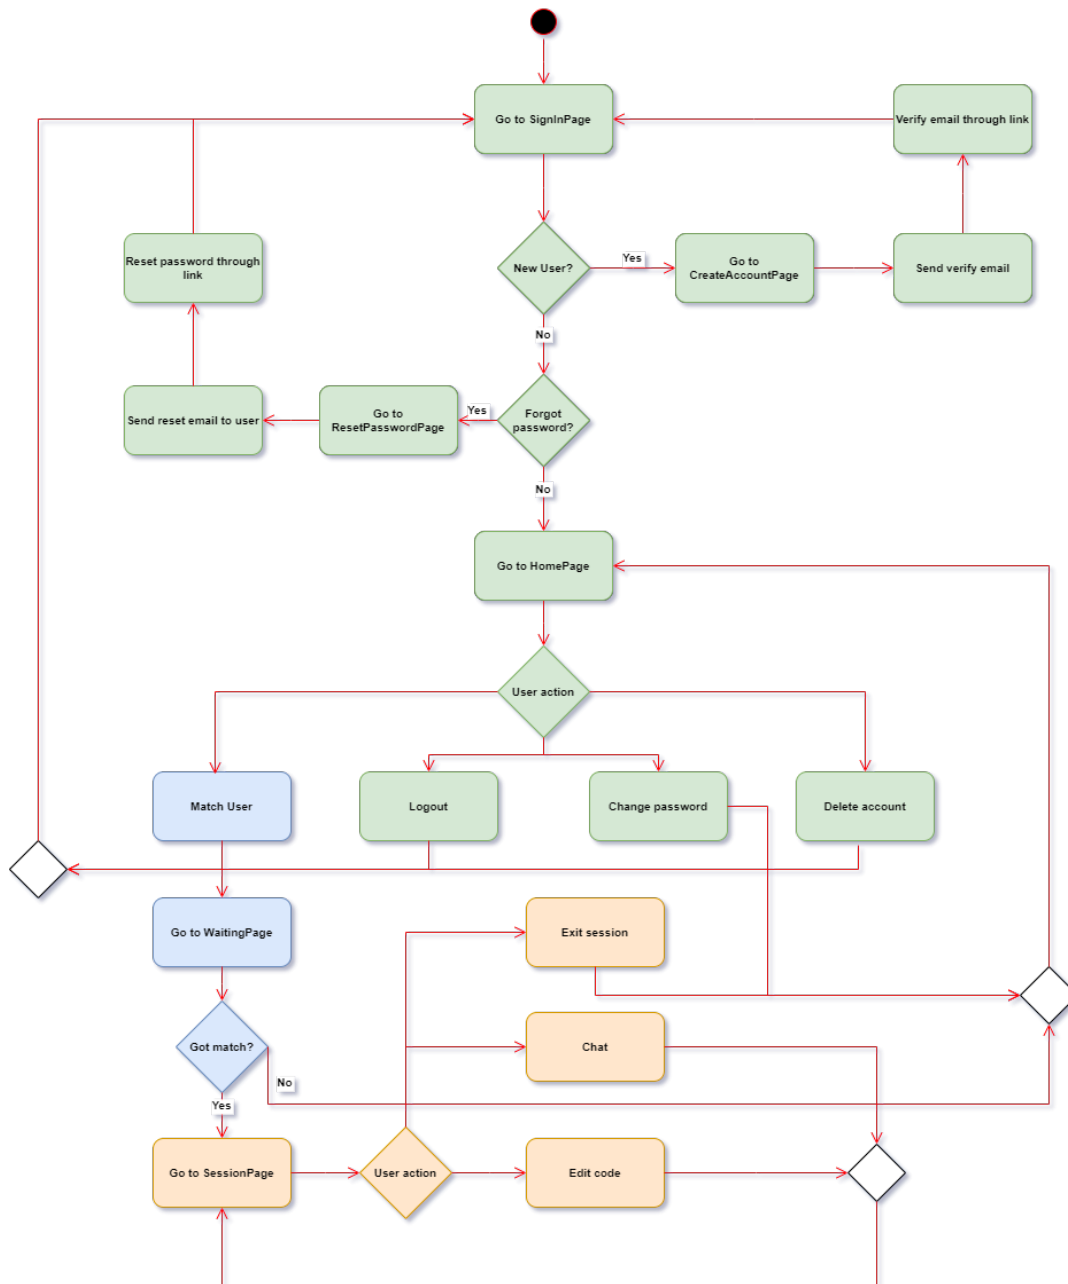 Go to SignInPage
Verify email through link
New User?
Yes
Go to
CreateAccountPage
Send verify email
Reset password through
link
No
Send reset email to user
Go to
ResetPasswordPage
Yes
Forgot
password?
No
Go to HomePage
User action
Match User
Logout
Change password
Delete account
Go to WaitingPage
Exit session
Got match?
Chat
No
Yes
Go to SessionPage
User action
Edit code